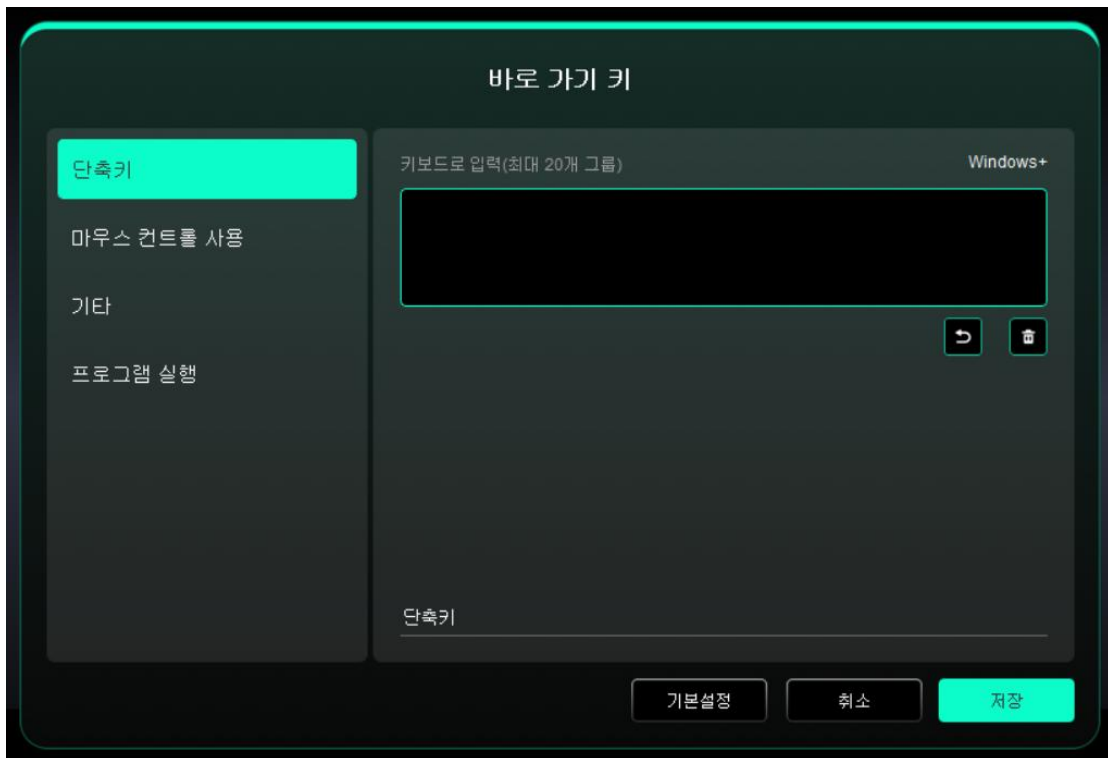 바로 가기 키
단축키
마우스 컨트롤 사용
기타
프로그램 실행
키보드로 입력(최대 20개 그룹)
Windows+
단축키
기본설정
취소
저장